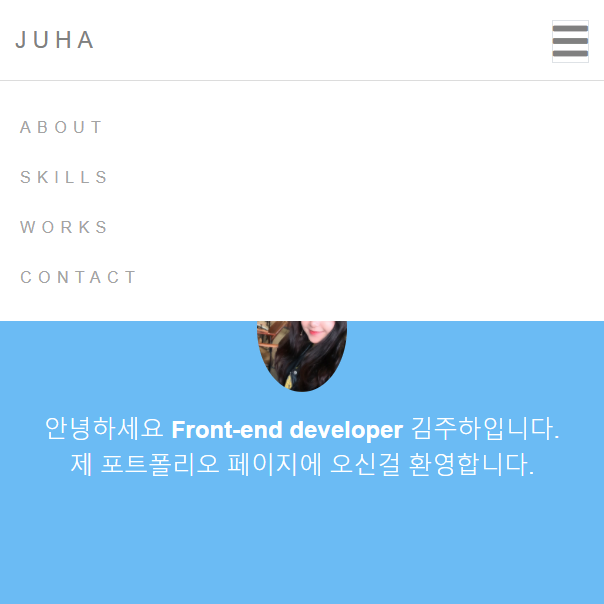 JUHA
ABOUT
SKILLS
WORKS
CONTACT
안녕하세요 Front-end developer 김주하입니다.
제 포트폴리오 페이지에 오신걸 환영합니다.